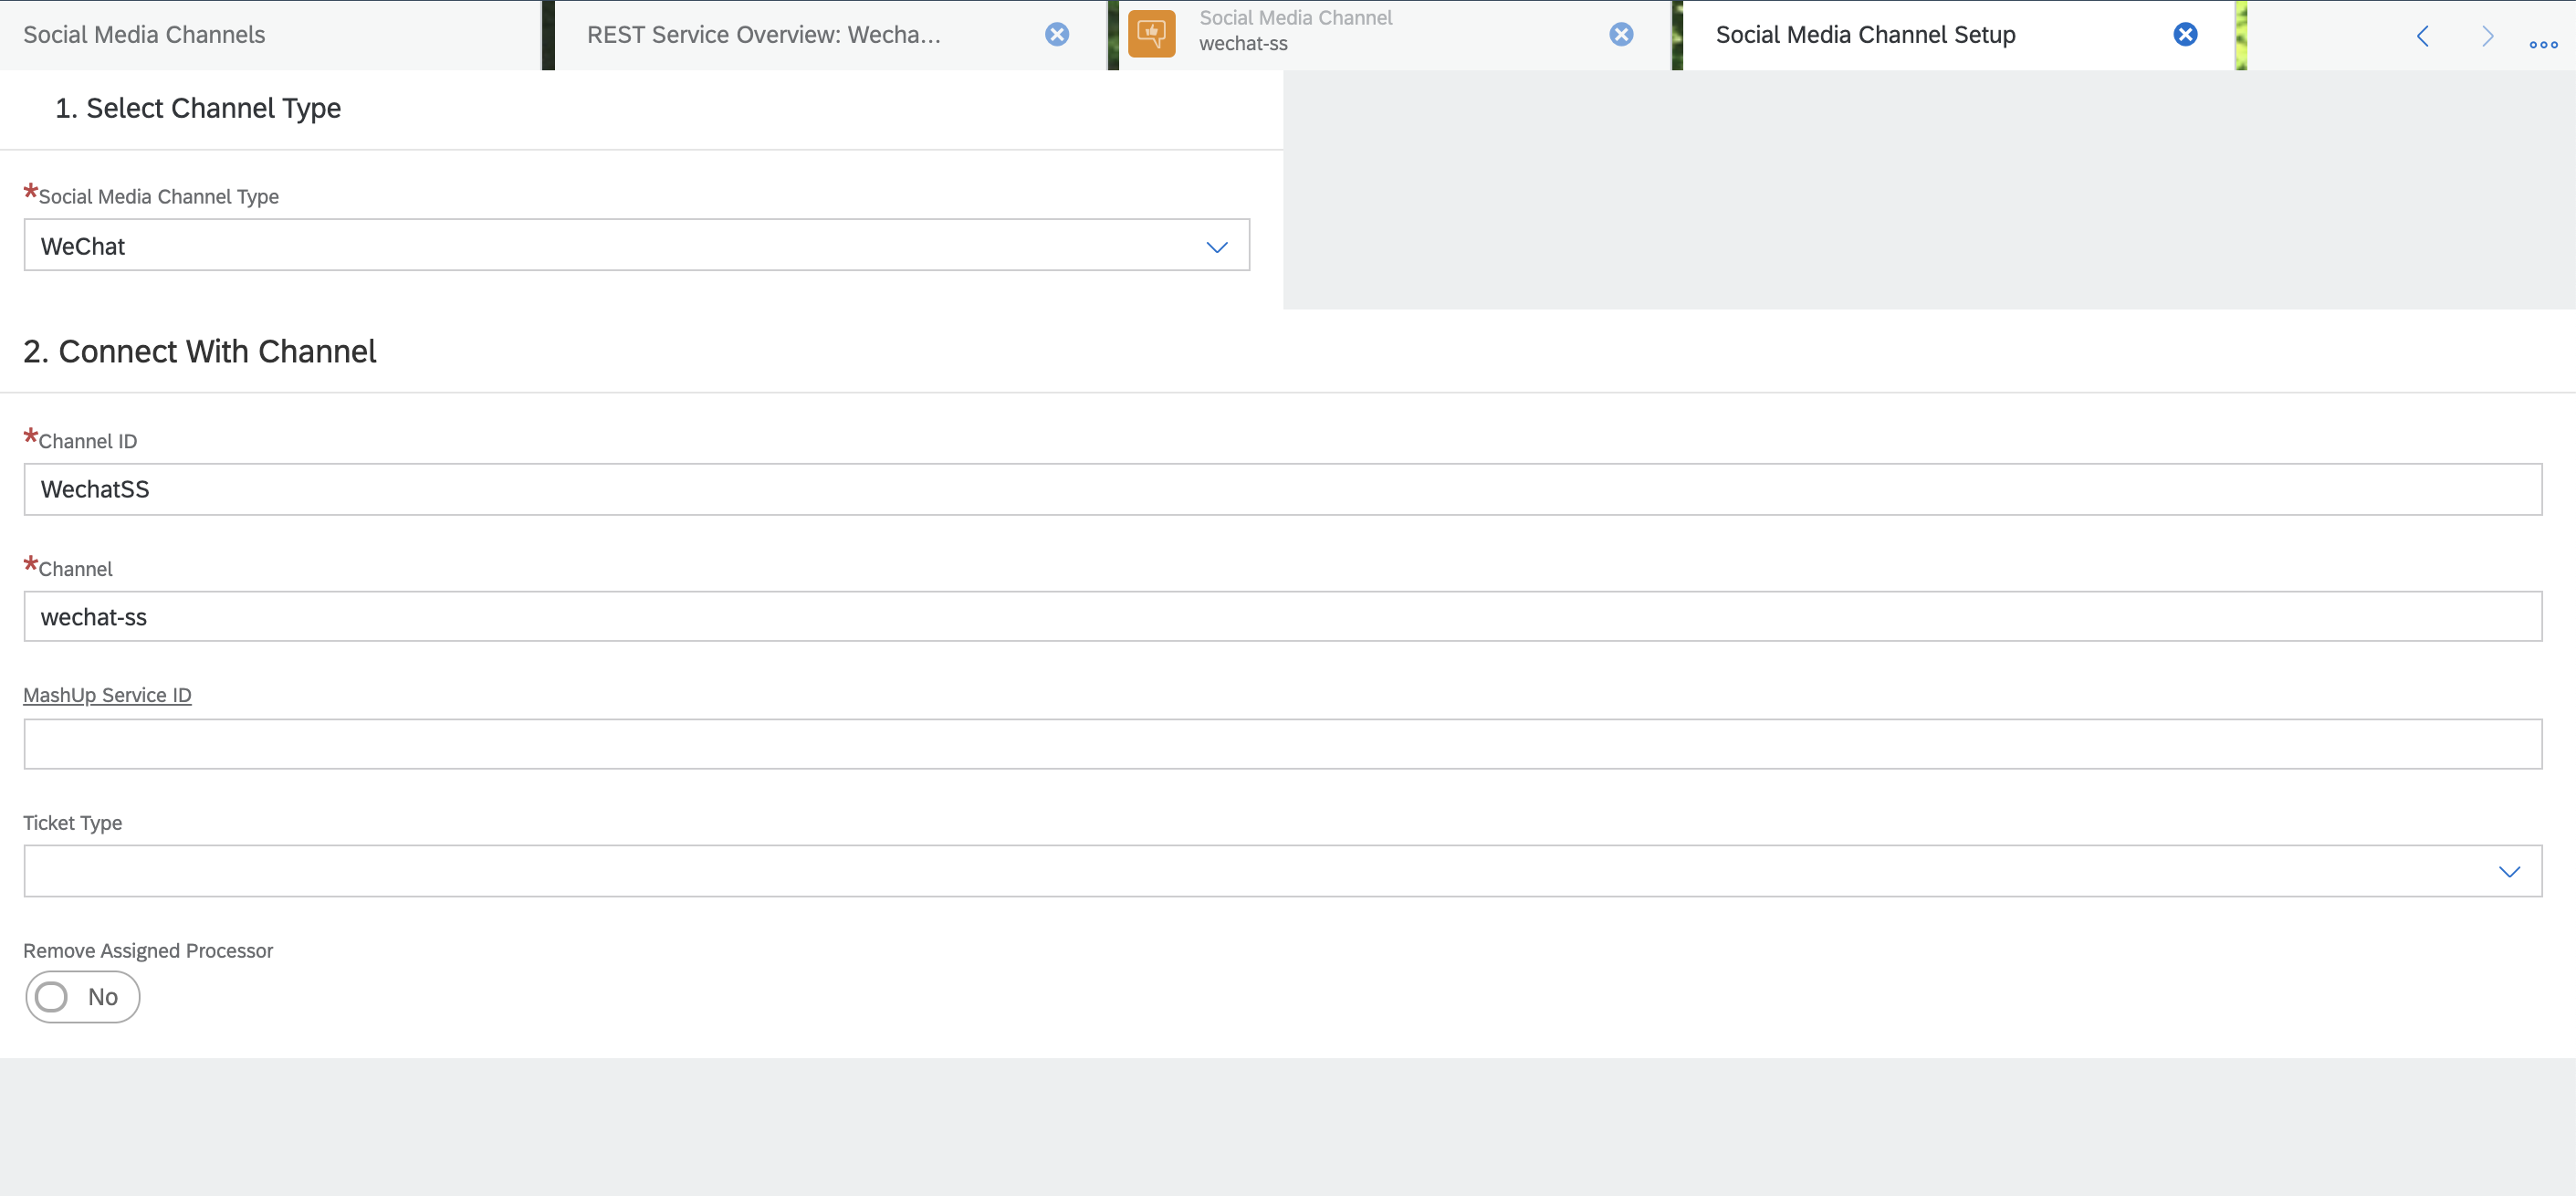 Social Media Channels
REST Service Overview: Wecha...
Social Media Channel
wechat-ss
Social Media Channel Setup
1. Select Channel Type
*Social Media Channel Type
WeChat
2. Connect With Channel
*Channel ID
WechatSS
*Channel
wechat-ss
MashUp Service ID
Ticket Type
Remove Assigned Processor
No